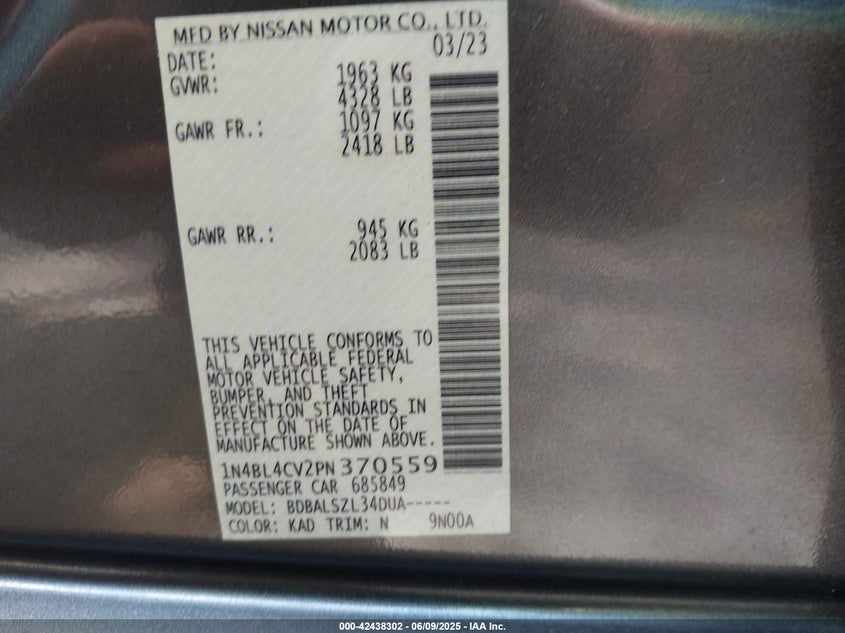 MFD BY NISSAN MOTOR CO., LTD.
DATE: 03/23
GVWR: 1963 KG
4328 LB
GAWR FR.: 1097 KG
2418 LB
GAWR RR.: 945 KG
2083 LB
THIS VEHICLE CONFORMS TO
ALL APPLICABLE FEDERAL
MOTOR VEHICLE SAFETY,
BUMPER, AND THEFT
PREVENTION STANDARDS IN
EFFECT ON THE DATE OF
MANUFACTURE SHOWN ABOVE.
1N4BL4CV2PN370559
PASSENGER CAR 685849
MODEL: BDBALSZL34DUA-----
COLOR: KAD TRIM: N 9N00A
000-42438302 - 06/09/2025 - IAA Inc.